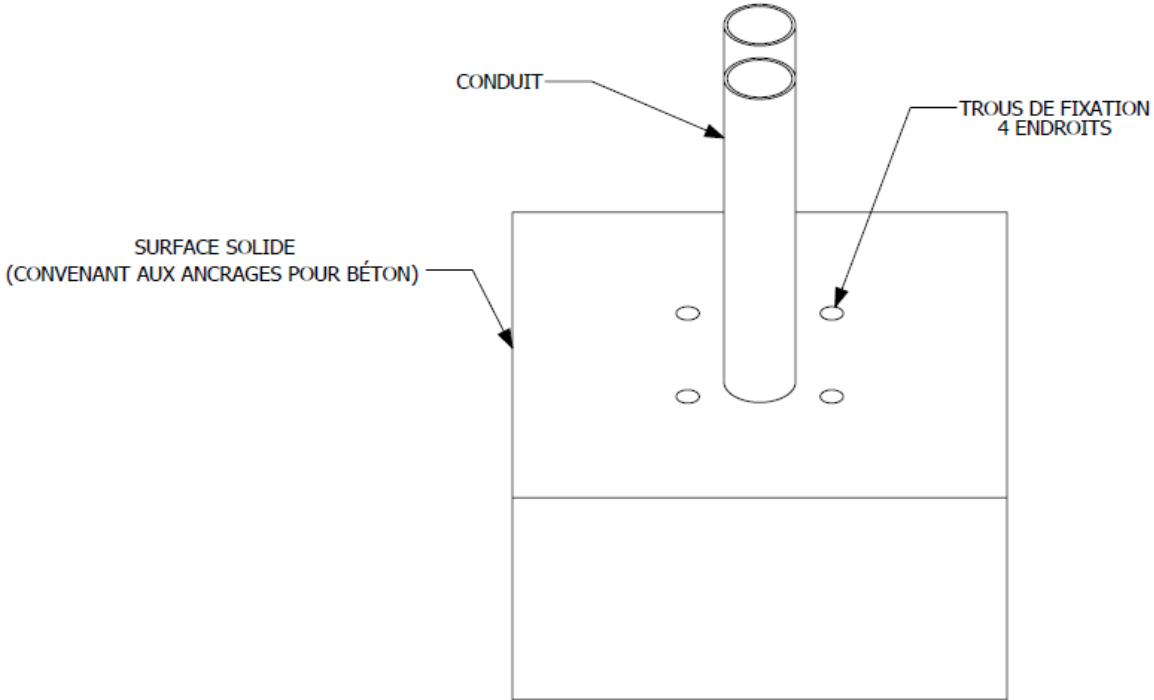 CONDUIT
TROUS DE FIXATION
4 ENDROITS
SURFACE SOLIDE
(CONVENANT AUX ANCRAGES POUR BÉTON)